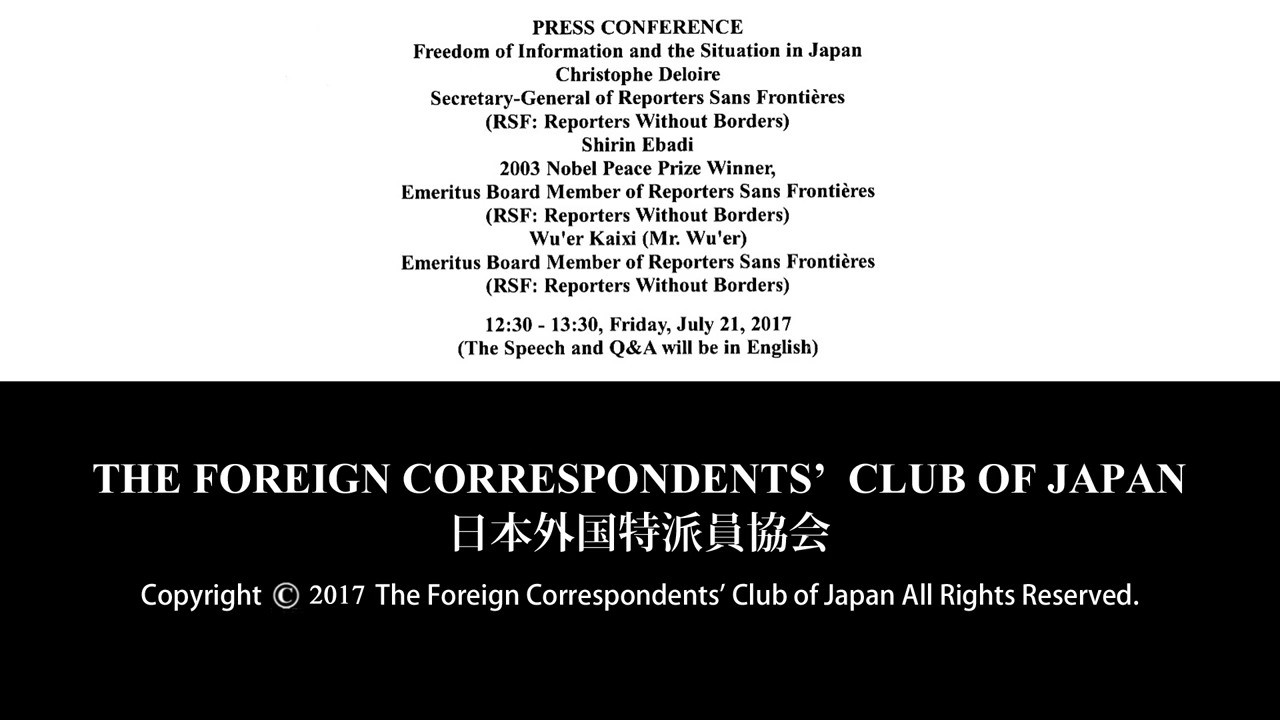 PRESS CONFERENCE
Freedom of Information and the Situation in Japan
Christophe Deloire
Secretary-General of Reporters Sans Frontières
(RSF: Reporters Without Borders)
Shirin Ebadi
2003 Nobel Peace Prize Winner,
Emeritus Board Member of Reporters Sans Frontières
(RSF: Reporters Without Borders)
Wu'er Kaixi (Mr. Wu'er)
Emeritus Board Member of Reporters Sans Frontières
(RSF: Reporters Without Borders)
12:30 - 13:30, Friday, July 21, 2017
(The Speech and Q&A will be in English)
THE FOREIGN CORRESPONDENTS’ CLUB OF JAPAN
日本外国特派員協会
Copyright © 2017 The Foreign Correspondents’ Club of Japan All Rights Reserved.